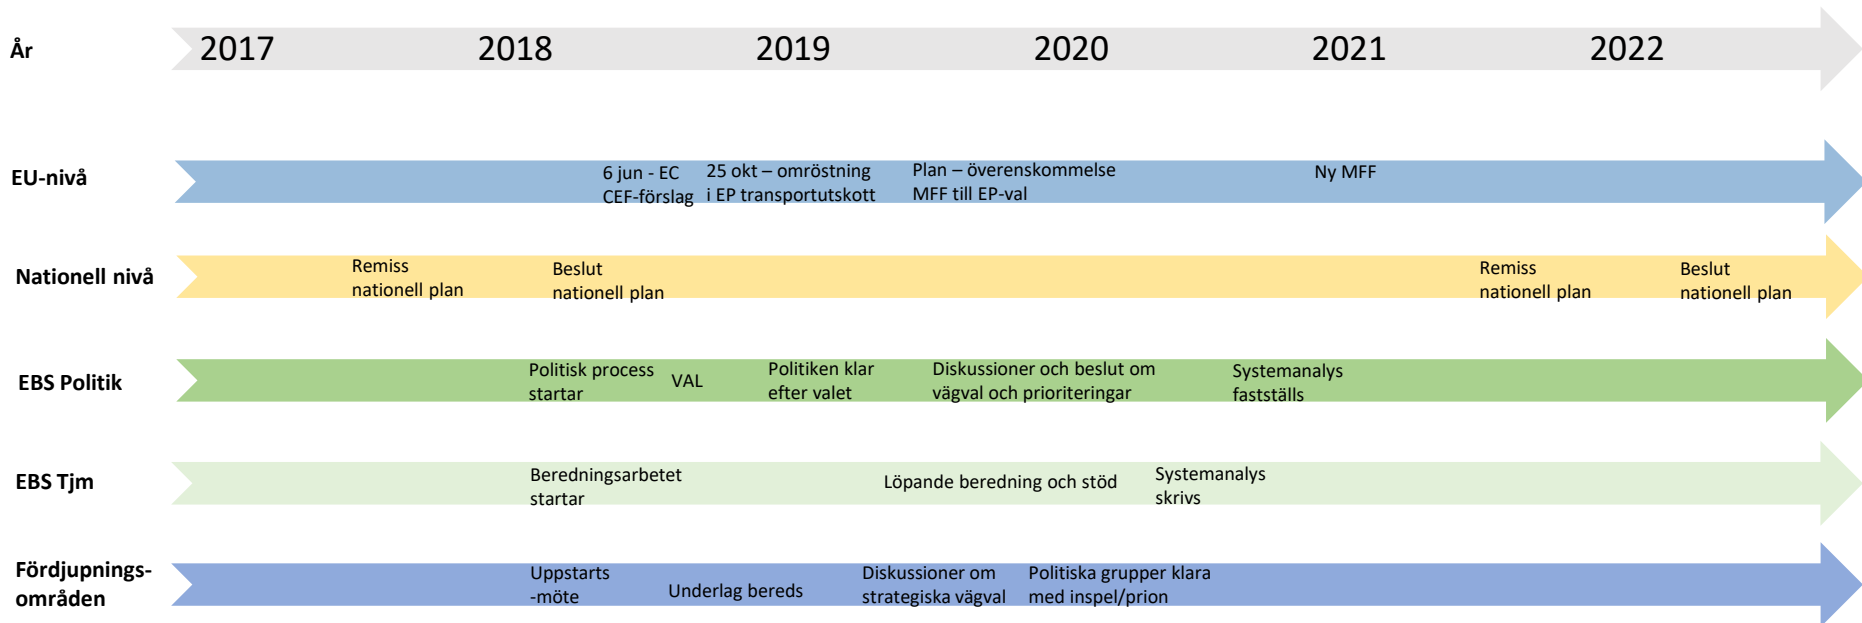 År
2017
2018
2019
2020
2021
2022
EU-nivå
6 jun - EC
CEF-förslag
25 okt – omröstning
i EP transportutskott
Plan – överenskommelse
MFF till EP-val
Ny MFF
Nationell nivå
Remiss
nationell plan
Beslut
nationell plan
Remiss
nationell plan
Beslut
nationell plan
EBS Politik
Politisk process
startar
VAL
Politiken klar
efter valet
Diskussioner och beslut om
vägval och prioriteringar
Systemanalys
fastställs
EBS Tjm
Beredningsarbetet
startar
Löpande beredning och stöd
Systemanalys
skrivs
Fördjupnings-
områden
Uppstarts
-möte
Underlag bereds
Diskussioner om
strategiska vägval
Politiska grupper klara
med inspel/prion